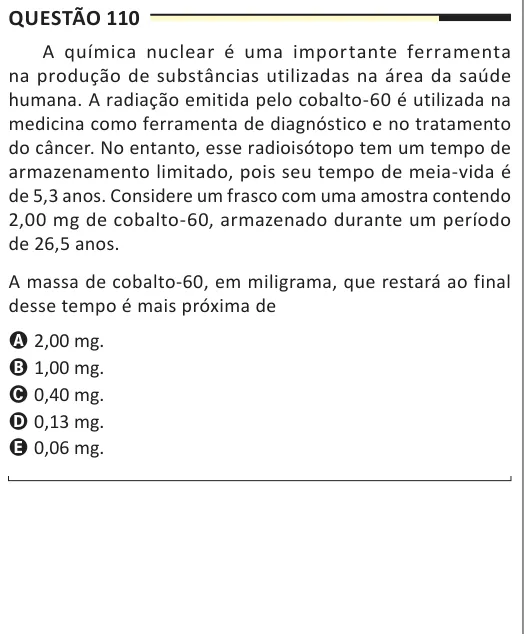 QUESTÃO 110
A química nuclear é uma importante ferramenta
na produção de substâncias utilizadas na área da saúde
humana. A radiação emitida pelo cobalto-60 é utilizada na
medicina como ferramenta de diagnóstico e no tratamento
do câncer. No entanto, esse radioisótopo tem um tempo de
armazenamento limitado, pois seu tempo de meia-vida é
de 5,3 anos. Considere um frasco com uma amostra contendo
2,00 mg de cobalto-60, armazenado durante um período
de 26,5 anos.
A massa de cobalto-60, em miligrama, que restará ao final
desse tempo é mais próxima de
A 2,00 mg.
B 1,00 mg.
C 0,40 mg.
D 0,13 mg.
E 0,06 mg.